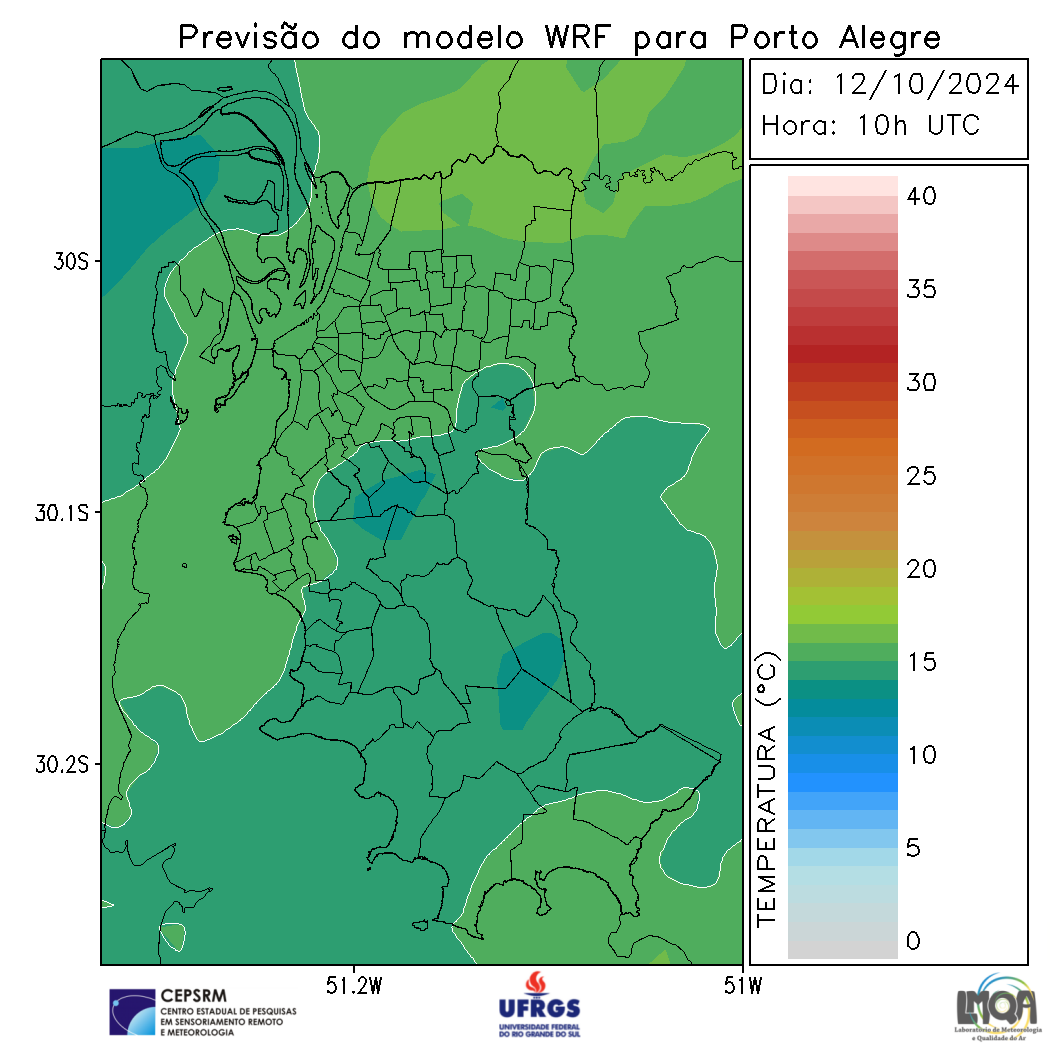 Previsão do modelo WRF para Porto Alegre
Dia: 12/10/2024
Hora: 10h UTC
40
35
30
25
20
15
10
5
0
TEMPERATURA (°C)
30S
30.1S
30.2S
51.2W
51W
CEPSRM
CENTRO ESTADUAL DE PESQUISAS
EM SENSORIAMENTO REMOTO
E METEOROLOGIA
UFRGS
UNIVERSIDADE FEDERAL
DO RIO GRANDE DO SUL
LMQA
Laboratório de Meteorologia
e Qualidade do Ar